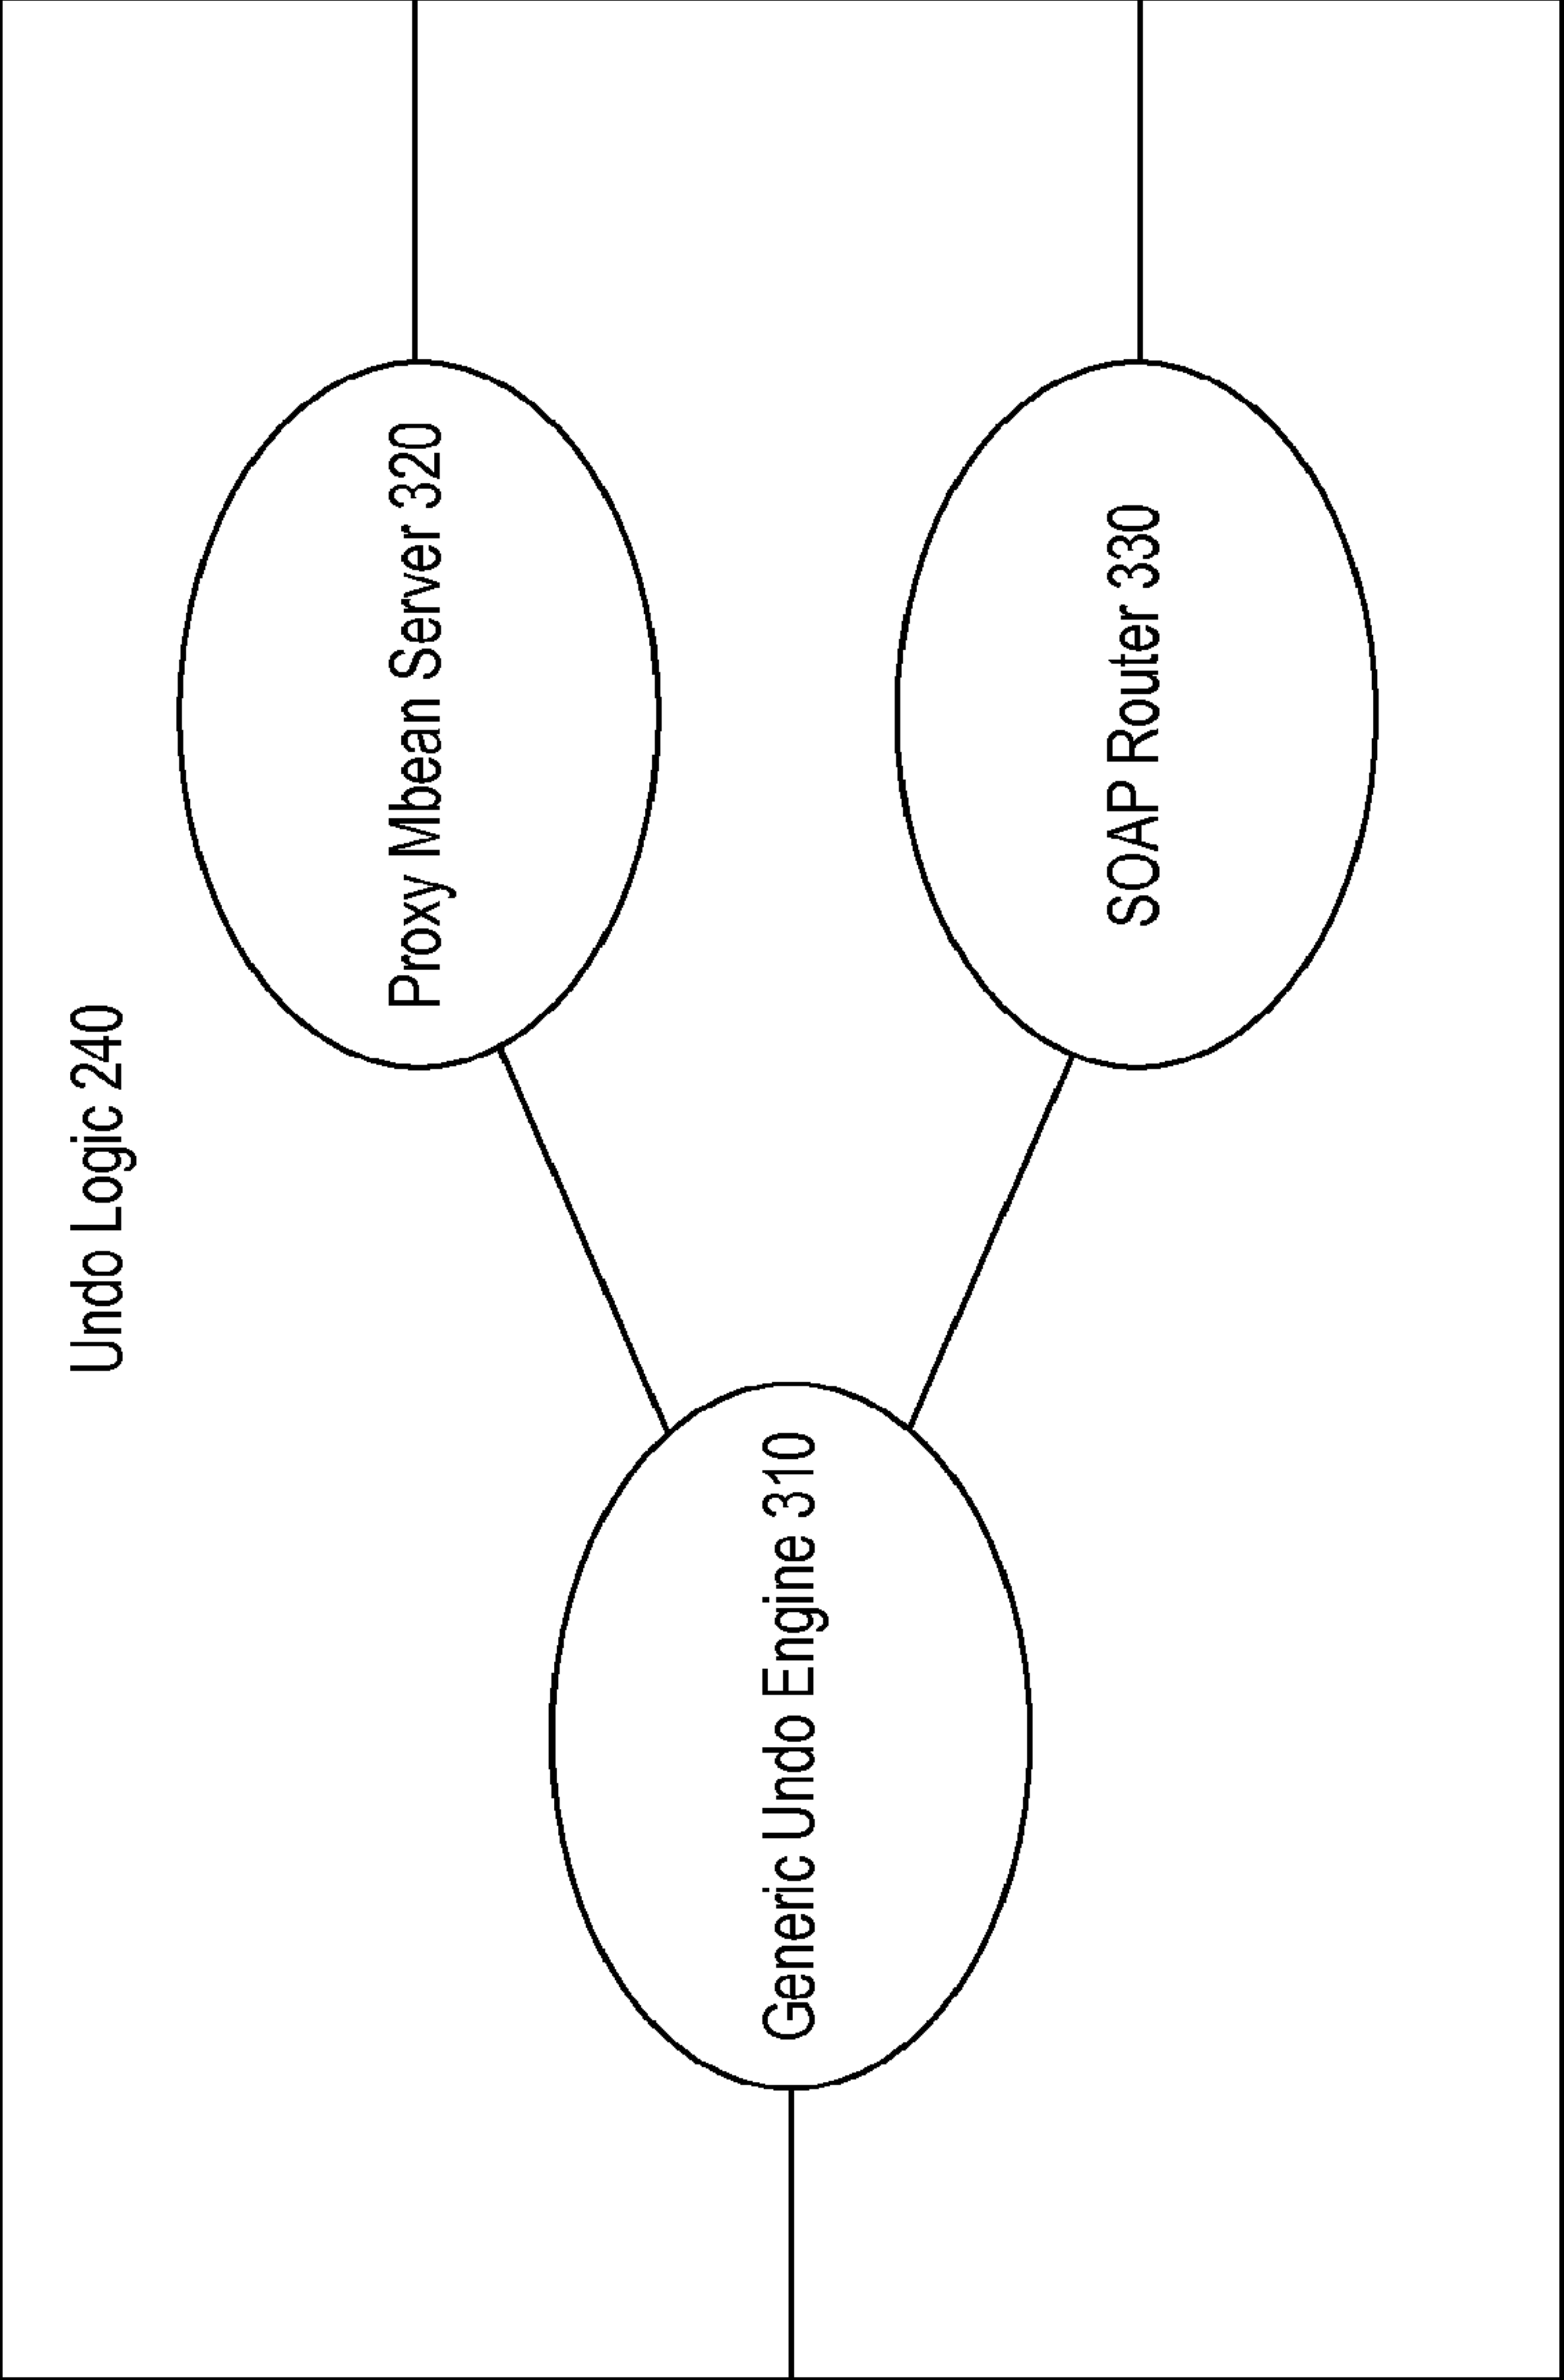 Undo Logic 240
Proxy Mbean Server 320
Generic Undo Engine 310
SOAP Router 330